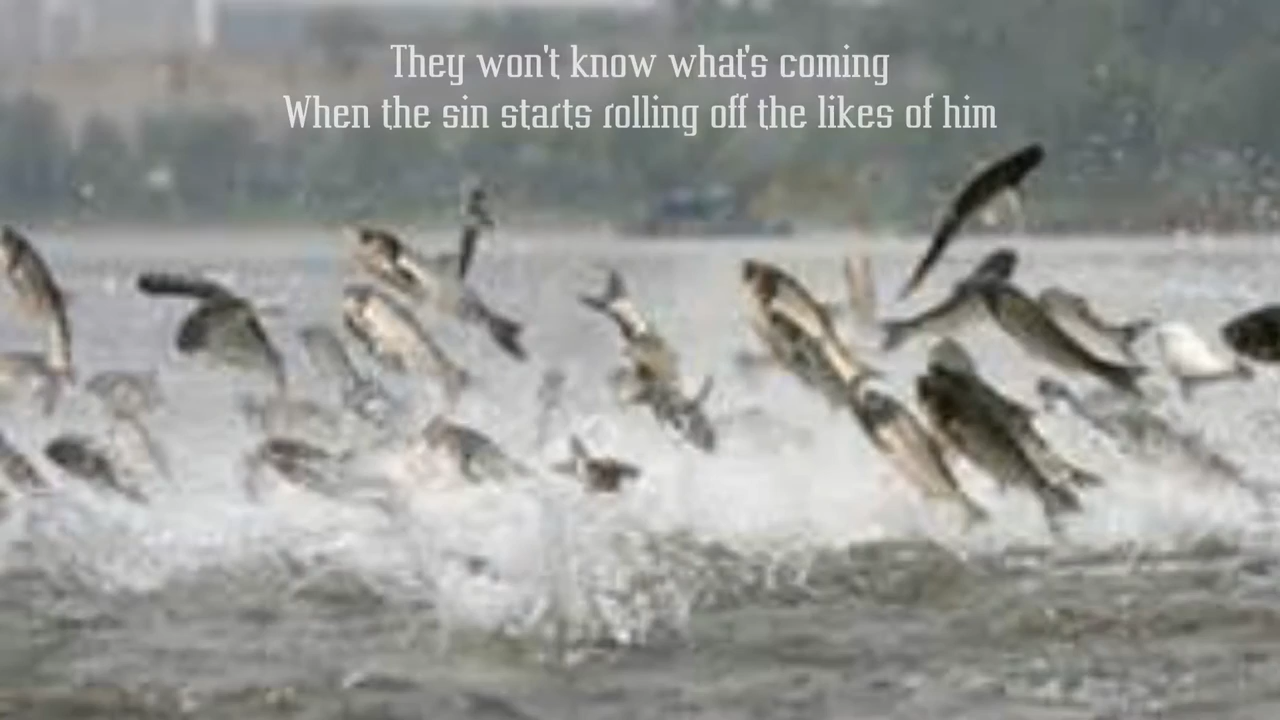 They won't know what's coming
When the sin starts rolling off the likes of him